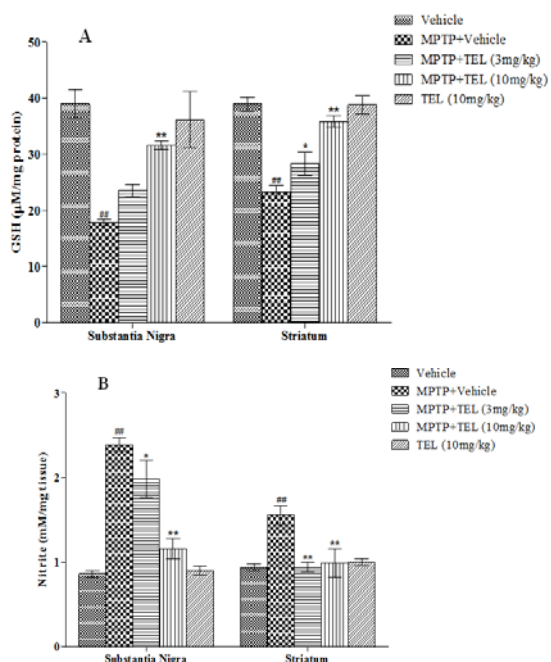 A
Vehicle
MPTP+Vehicle
MPTP+TEL (3mg/kg)
MPTP+TEL (10mg/kg)
TEL (10mg/kg)
GSH (µM/mg protein)
50
40
30
20
10
0
##
**
##
*
**
Substantia Nigra
Striatum
B
Vehicle
MPTP+Vehicle
MPTP+TEL (3mg/kg)
MPTP+TEL (10mg/kg)
TEL (10mg/kg)
Nitrite (mM/mg tissue)
3
2
1
0
##
*
**
##
**
**
Substantia Nigra
Striatum